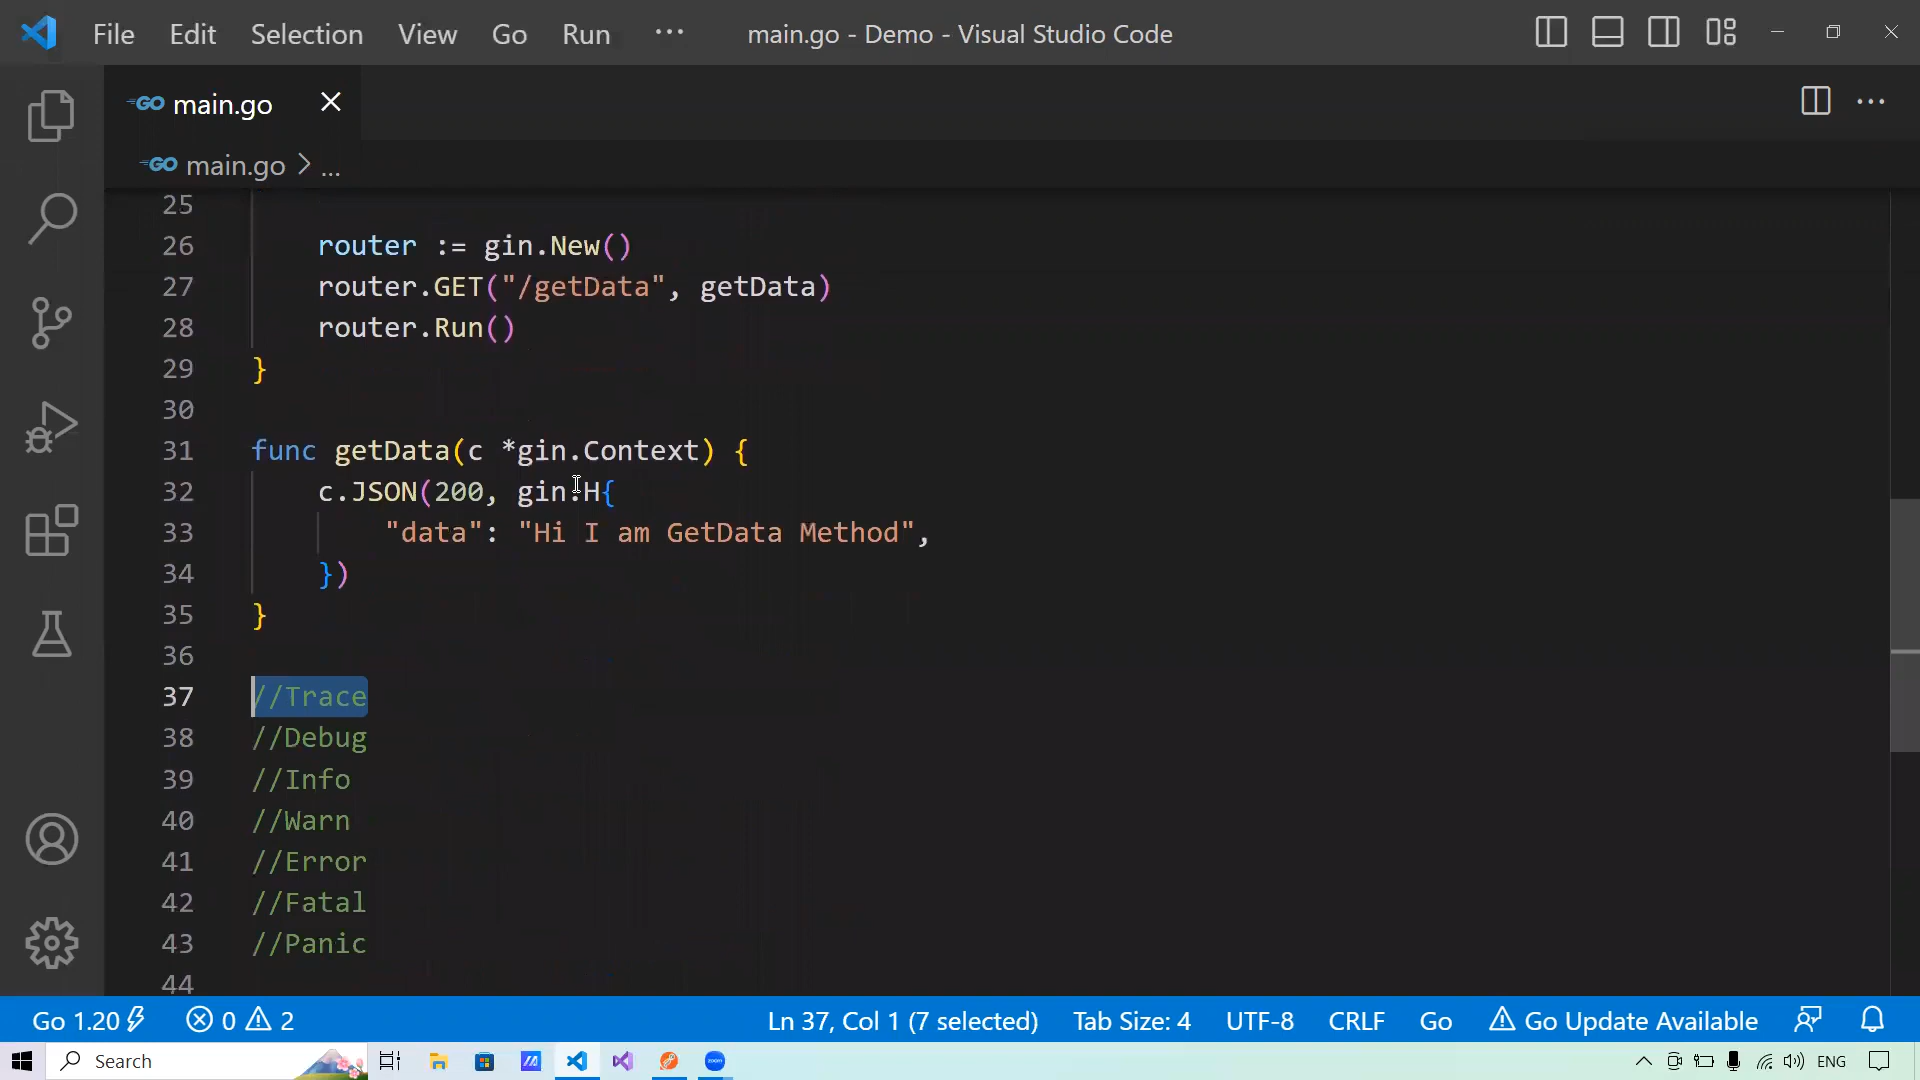 File Edit Selection View Go Run ... main.go - Demo - Visual Studio Code
GO main.go
GO main.go > ...
25
26 router := gin.New()
27 router.GET("/getData", getData)
28 router.Run()
29 }
30
31 func getData(c *gin.Context) {
32 c.JSON(200, gin.H{
33 "data": "Hi I am GetData Method",
34 })
35 }
36
37 //Trace
38 //Debug
39 //Info
40 //Warn
41 //Error
42 //Fatal
43 //Panic
44
Go 1.20 0 2 Ln 37, Col 1 (7 selected) Tab Size: 4 UTF-8 CRLF Go Go Update Available
Search zoom ENG